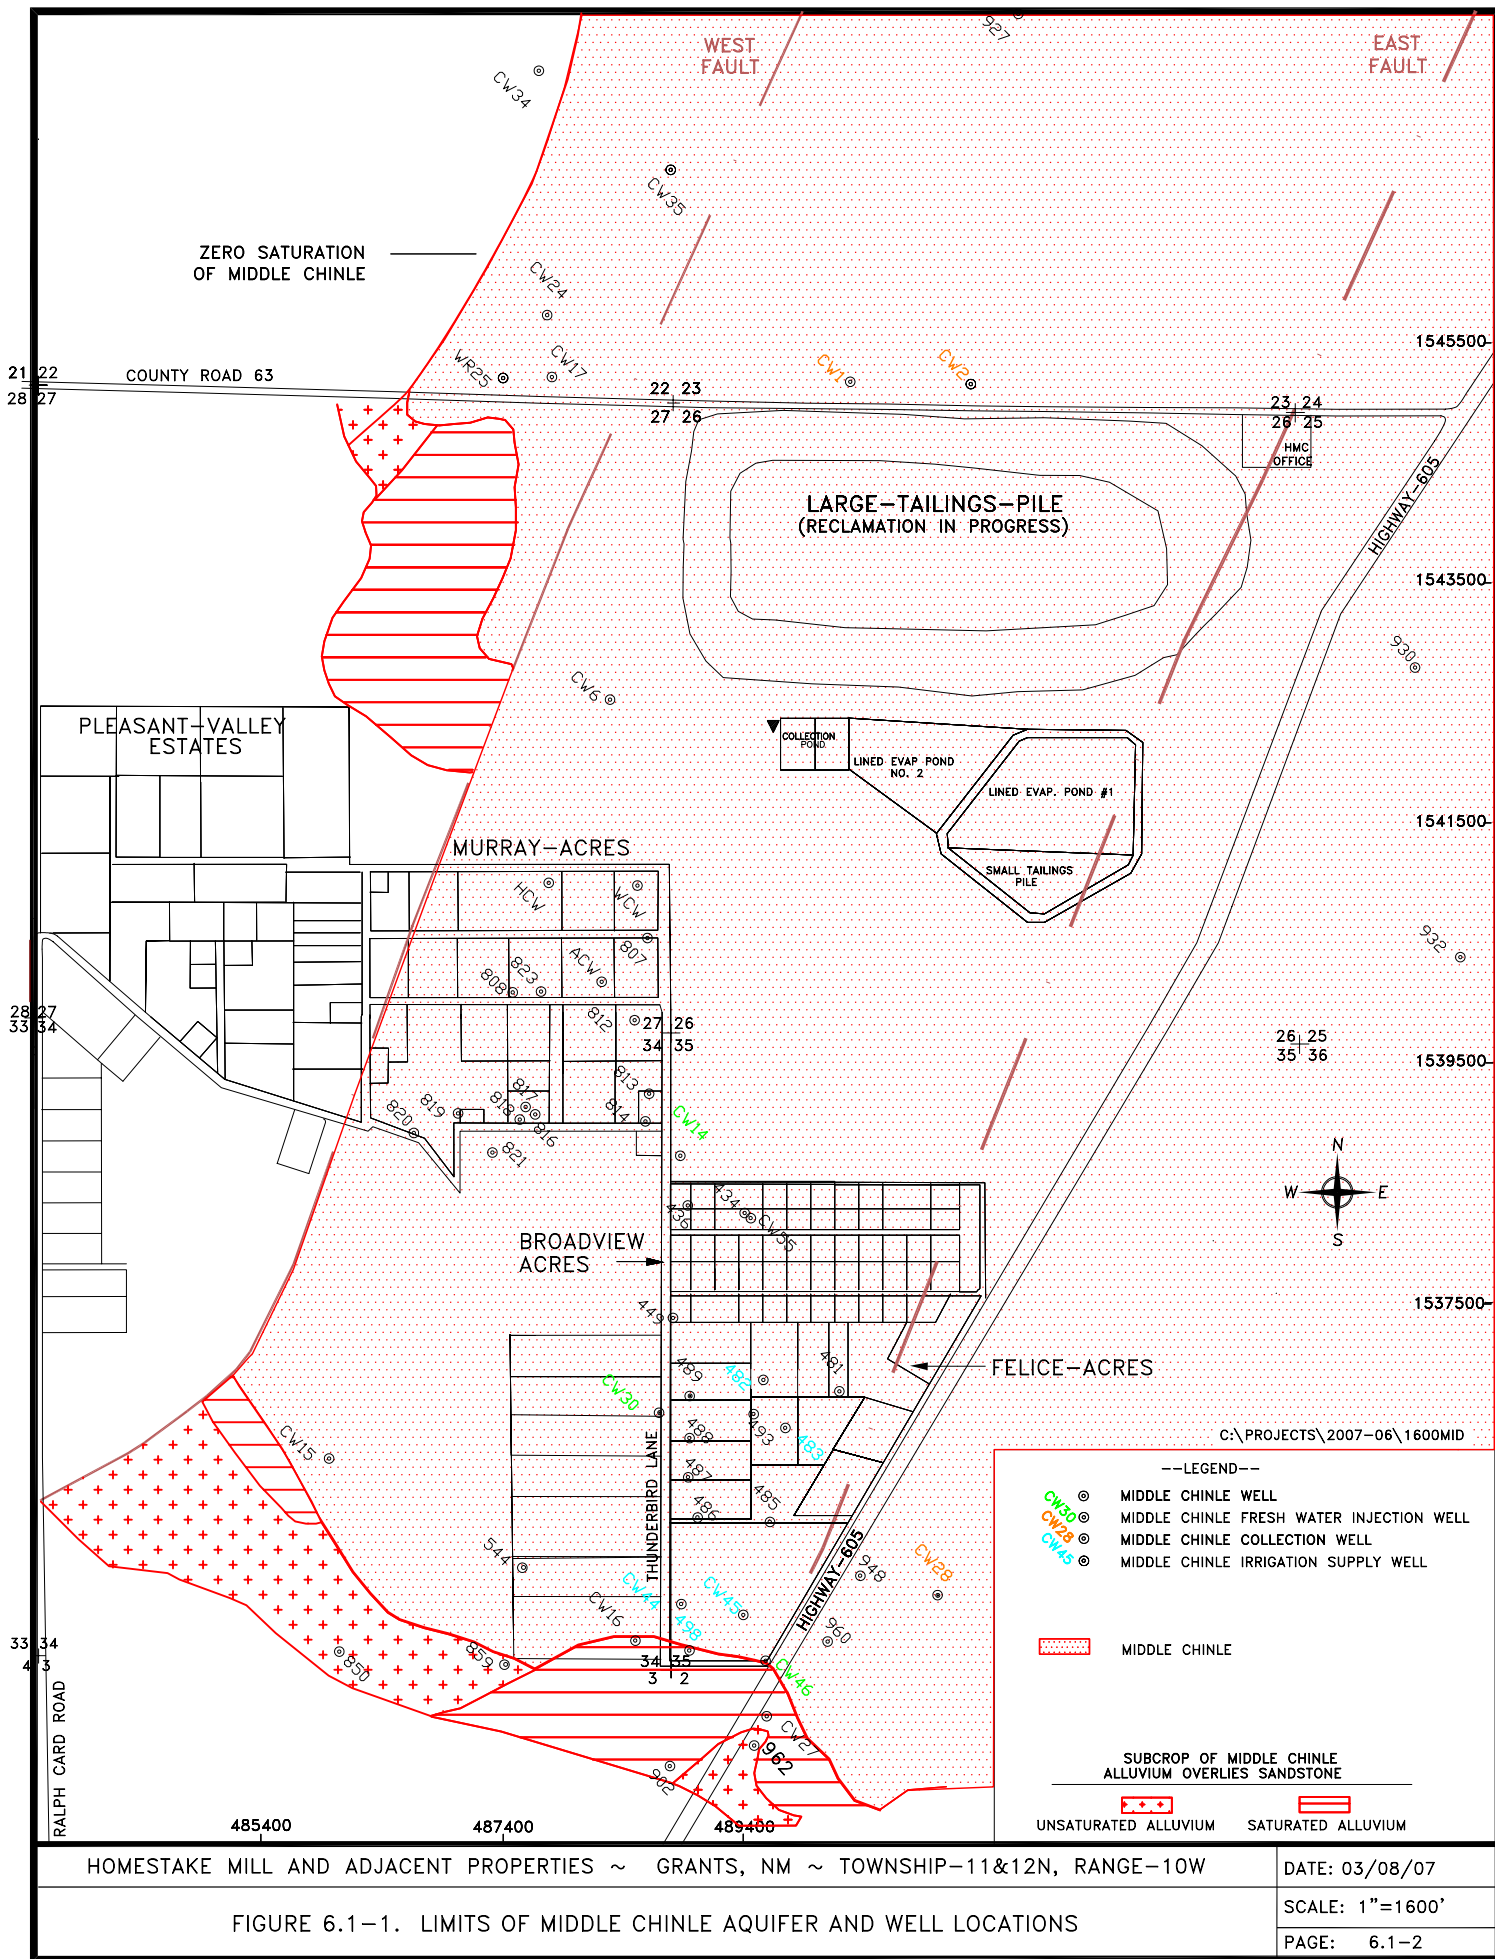 927
WEST
FAULT
EAST
FAULT
CW34
CW35
ZERO SATURATION
OF MIDDLE CHINLE
CW24
1545500
WR25
CW17
CW1
CW2
21 22
28 27
COUNTY ROAD 63
22 23
27 26
23 24
26 25
HMC
OFFICE
HIGHWAY-605
LARGE-TAILINGS-PILE
(RECLAMATION IN PROGRESS)
1543500
930
CW6
PLEASANT-VALLEY
ESTATES
COLLECTION
POND
LINED EVAP POND
NO. 2
LINED EVAP. POND #1
1541500
MURRAY-ACRES
SMALL TAILINGS
PILE
HCW
WCW
807
932
808
823
ACW
812
28 27
33 34
27 26
34 35
26 25
35 36
1539500
813
814
817
818
816
819
820
821
CW14
N
W E
S
434
436
CW55
BROADVIEW
ACRES
449
1537500
489
482
481
FELICE-ACRES
CW30
488
493
483
CW15
487
486
485
THUNDERBIRD LANE
C:\PROJECTS\2007-06\1600MID
--LEGEND--
MIDDLE CHINLE WELL
CW30 MIDDLE CHINLE FRESH WATER INJECTION WELL
CW28 MIDDLE CHINLE COLLECTION WELL
CW45 MIDDLE CHINLE IRRIGATION SUPPLY WELL
544
948
CW28
HIGHWAY-605
CW44
CW45
CW16
498
960
33 34
4 3
850
859
34 35
3 2
CW46
MIDDLE CHINLE
RALPH CARD ROAD
CW27
962
902
SUBCROP OF MIDDLE CHINLE
ALLUVIUM OVERLIES SANDSTONE
UNSATURATED ALLUVIUM SATURATED ALLUVIUM
485400
487400
489400
HOMESTAKE MILL AND ADJACENT PROPERTIES ~ GRANTS, NM ~ TOWNSHIP-11&12N, RANGE-10W
DATE: 03/08/07
FIGURE 6.1-1. LIMITS OF MIDDLE CHINLE AQUIFER AND WELL LOCATIONS
SCALE: 1"=1600'
PAGE: 6.1-2